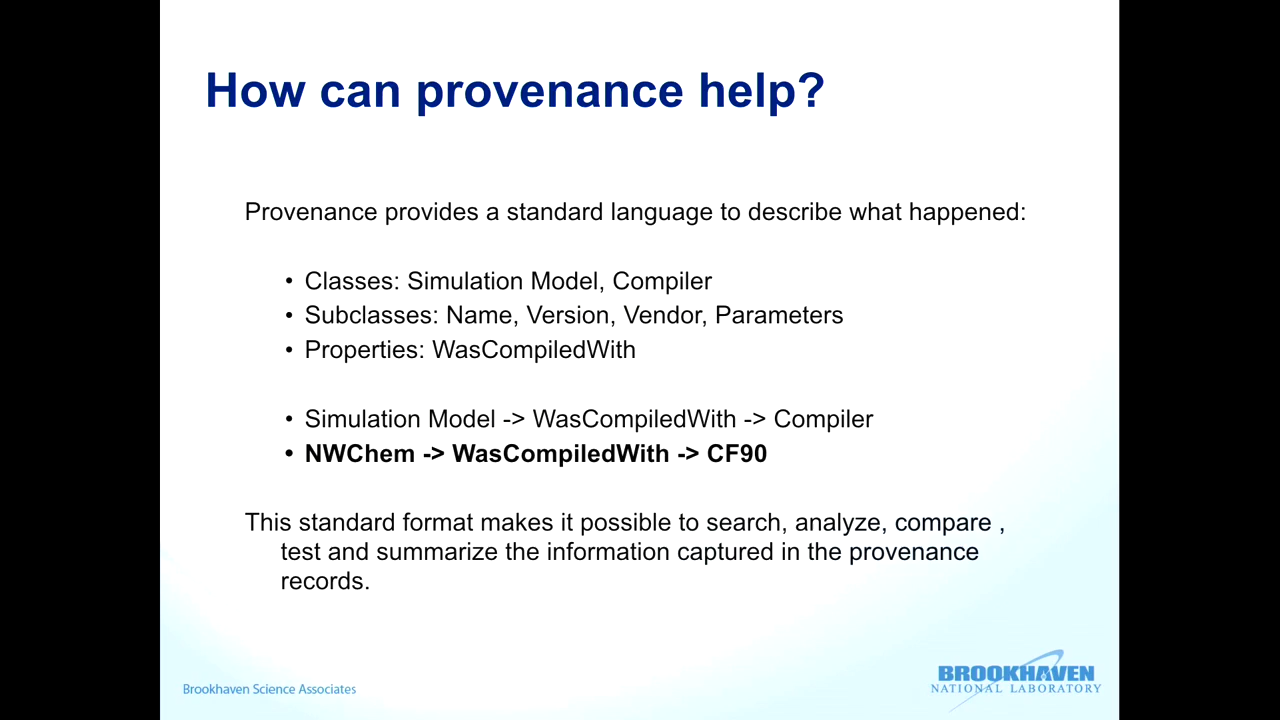 How can provenance help?
Provenance provides a standard language to describe what happened:
• Classes: Simulation Model, Compiler
• Subclasses: Name, Version, Vendor, Parameters
• Properties: WasCompiledWith
• Simulation Model -> WasCompiledWith -> Compiler
• NWChem -> WasCompiledWith -> CF90
This standard format makes it possible to search, analyze, compare ,
test and summarize the information captured in the provenance
records.
Brookhaven Science Associates
BROOKHAVEN
NATIONAL LABORATORY